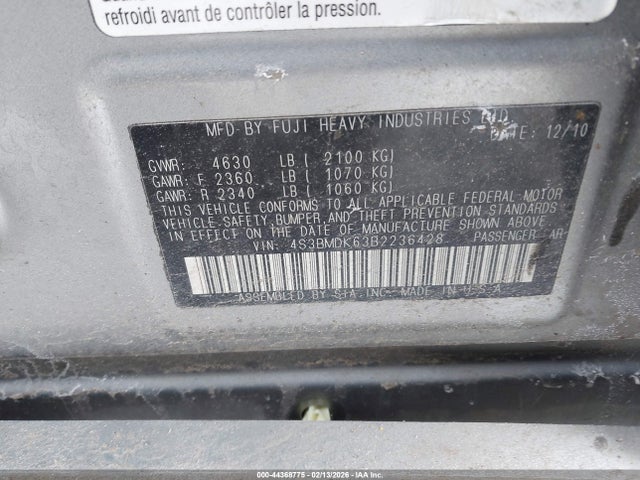 refroidi avant de contrôler la pression.
MFD BY FUJI HEAVY INDUSTRIES LTD.
DATE: 12/10
GVWR: 4630 LB ( 2100 KG)
GAWR: F 2360 LB ( 1070 KG)
GAWR: R 2340 LB ( 1060 KG)
THIS VEHICLE CONFORMS TO ALL APPLICABLE FEDERAL MOTOR
VEHICLE SAFETY,BUMPER,AND THEFT PREVENTION STANDARDS
IN EFFECT ON THE DATE OF MANUFACTURE SHOWN ABOVE
VIN: 4S3BMDK63B2236428 PASSENGER CAR
ASSEMBLED BY SIA,INC. MADE IN U.S.A
000-44368775 - 02/13/2026 - IAAI.CA